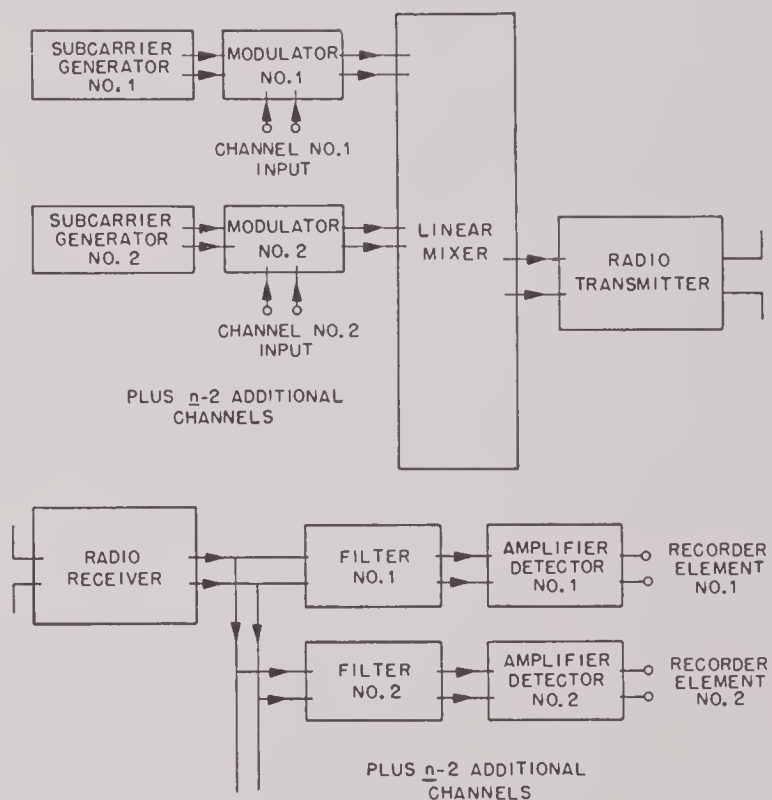 SUBCARRIER
GENERATOR
NO.1
MODULATOR
NO.1
CHANNEL NO.1
INPUT
SUBCARRIER
GENERATOR
NO. 2
MODULATOR
NO. 2
CHANNEL NO. 2
INPUT
PLUS n-2 ADDITIONAL
CHANNELS
LINEAR
MIXER
RADIO
TRANSMITTER
RADIO
RECEIVER
FILTER
NO.1
AMPLIFIER
DETECTOR
NO.1
RECORDER
ELEMENT
NO.1
FILTER
NO.2
AMPLIFIER
DETECTOR
NO.2
RECORDER
ELEMENT
NO. 2
PLUS n-2 ADDITIONAL
CHANNELS